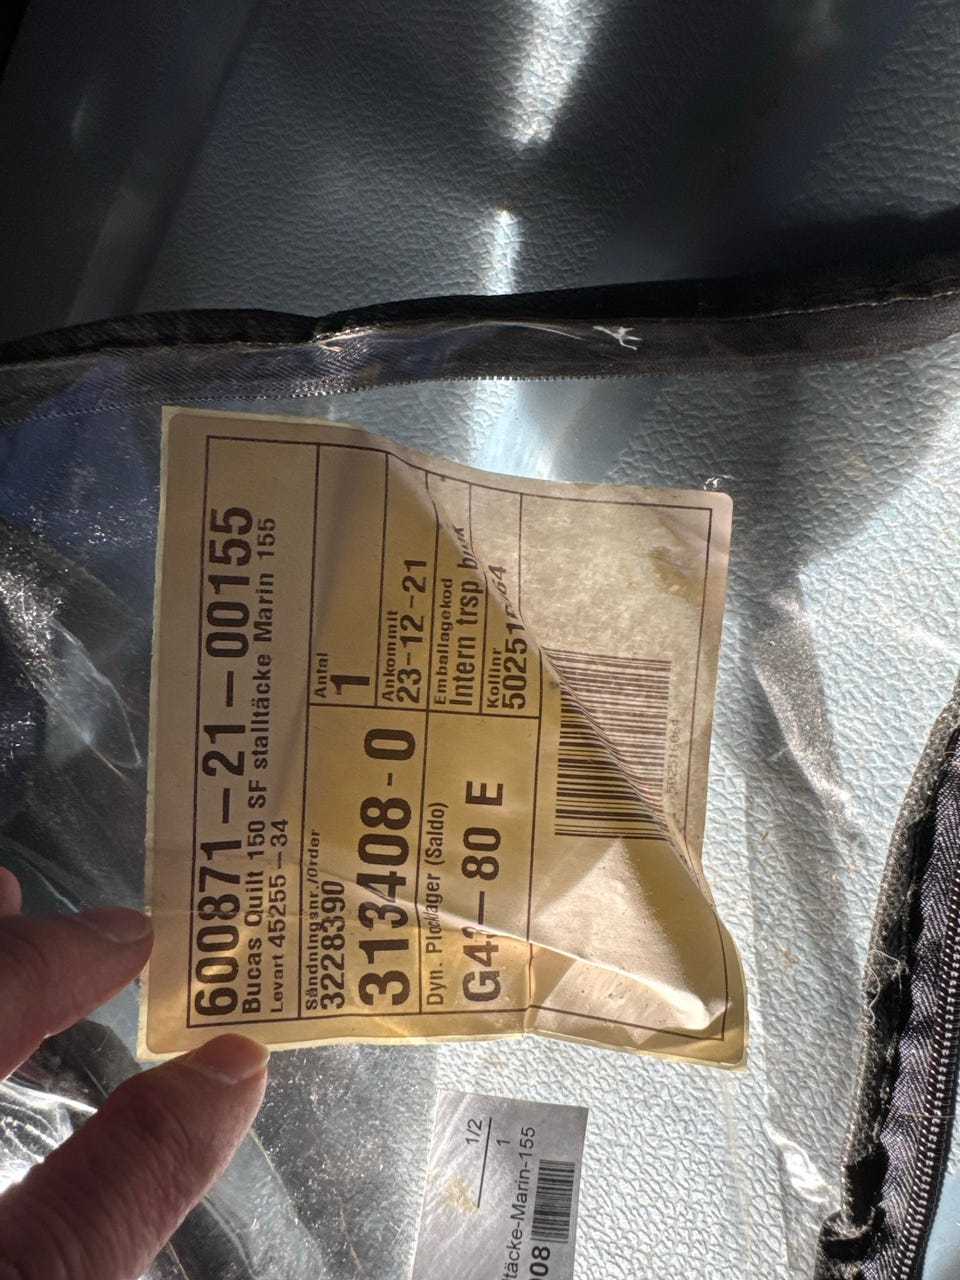 600871-21-00155
Bucas Quilt 150 SF stalltäcke Marin 155
Levart 45255-34
Sändningsnr./order
3228390
Antal
1
313408-0
Ankommit
23-12-21
Dyn. Plocklager (Saldo)
80 E
Emballagekod
Intern trsp
Kollinr
1/2
1
täcke-Marin-155
08